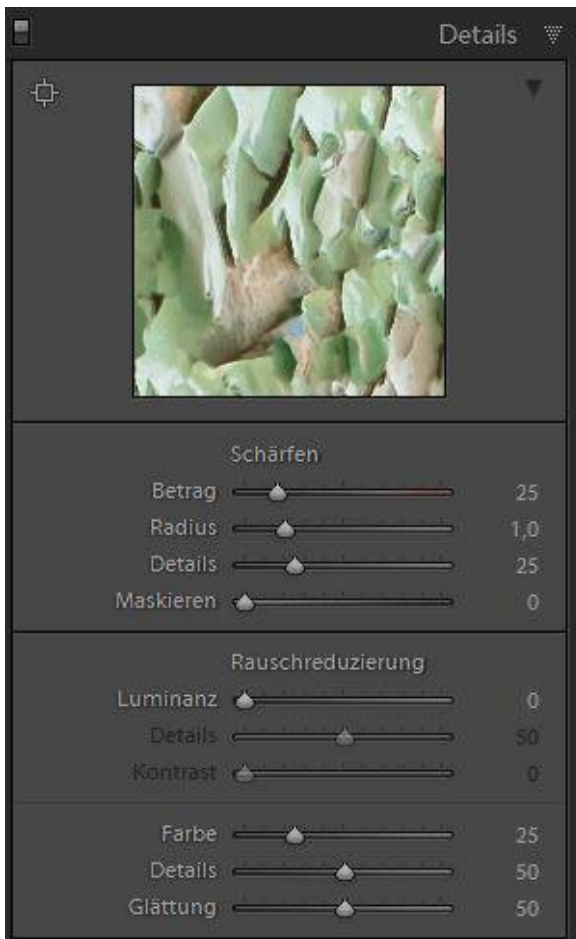 Details
Schärfen
Betrag 25
Radius 1,0
Details 25
Maskieren 0
Rauschreduzierung
Luminanz 0
Details 50
Kontrast 0
Farbe 25
Details 50
Glättung 50